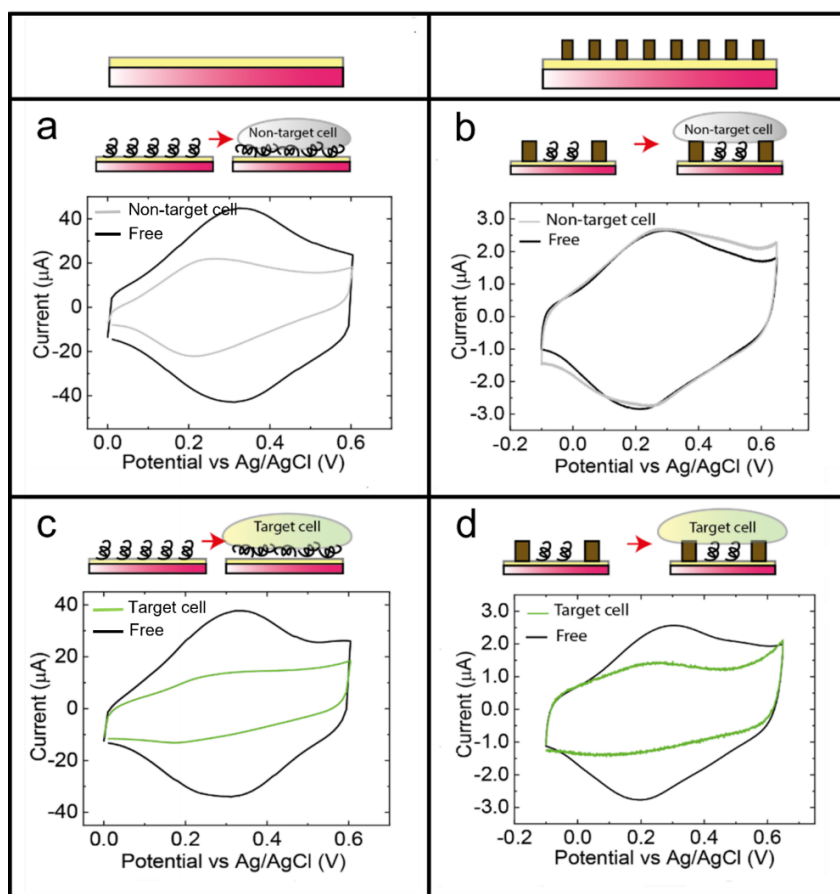 a
Non-target cell
Non-target cell
Free
40
20
0
-20
-40
Current (μA)
0.0 0.2 0.4 0.6
Potential vs Ag/AgCl (V)
b
Non-target cell
Non-target cell
Free
3.0
2.0
1.0
0.0
-1.0
-2.0
-3.0
Current (μA)
-0.2 0.0 0.2 0.4 0.6
Potential vs Ag/AgCl (V)
c
Target cell
Target cell
Free
40
20
0
-20
-40
Current (μA)
0.0 0.2 0.4 0.6
Potential vs Ag/AgCl (V)
d
Target cell
Target cell
Free
3.0
2.0
1.0
0.0
-1.0
-2.0
-3.0
Current (μA)
-0.2 0.0 0.2 0.4 0.6
Potential vs Ag/AgCl (V)